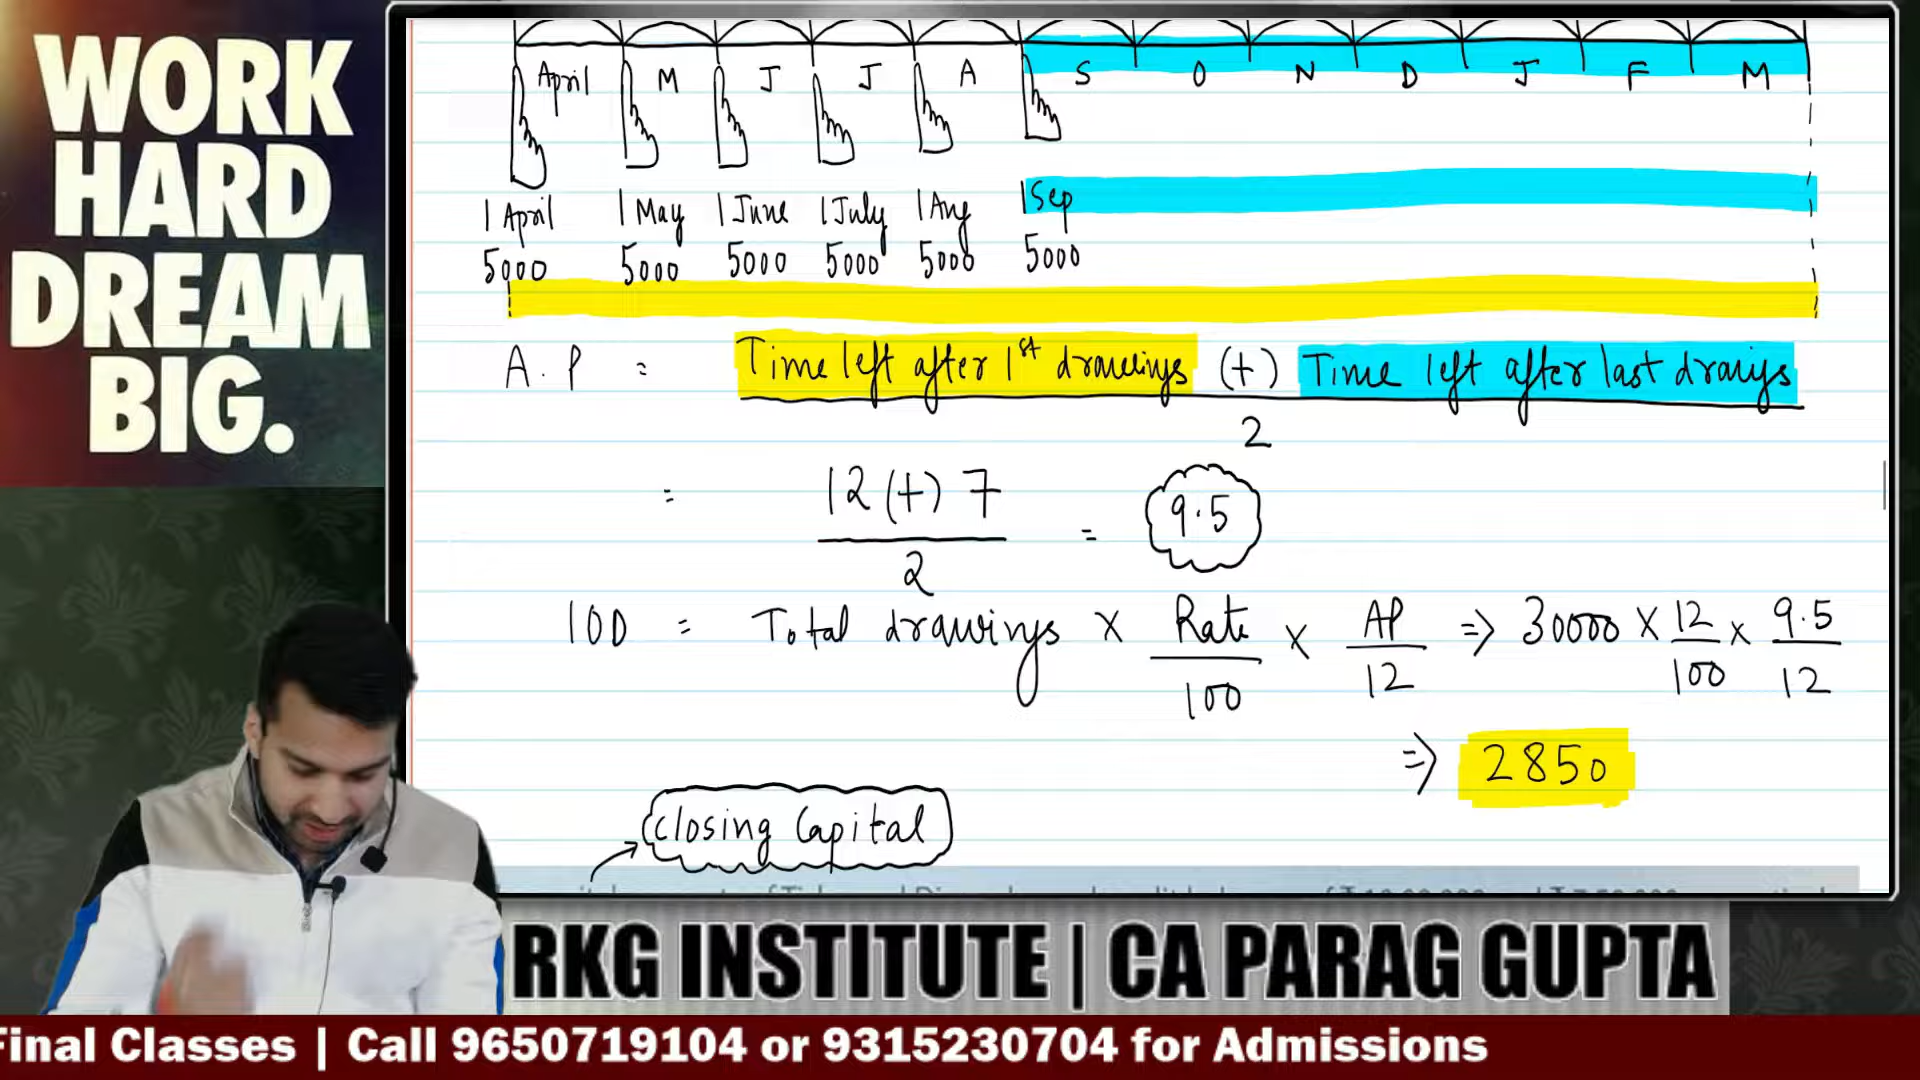 WORK
HARD
DREAM
BIG.
April M J J A S O N D J F M
1 April 1 May 1 June 1 July 1 Aug 1 Sep
5000 5000 5000 5000 5000 5000
A.P = Time left after 1st drawings (+) Time left after last drawigs
2
= 12 (+) 7 = 9.5
2
IOD = Total drawings x Rate x AP => 30000 x 12 x 9.5
100 12 100 12
=> 2850
Closing Capital
RKG INSTITUTE | CA PARAG GUPTA
Final Classes | Call 9650719104 or 9315230704 for Admissions